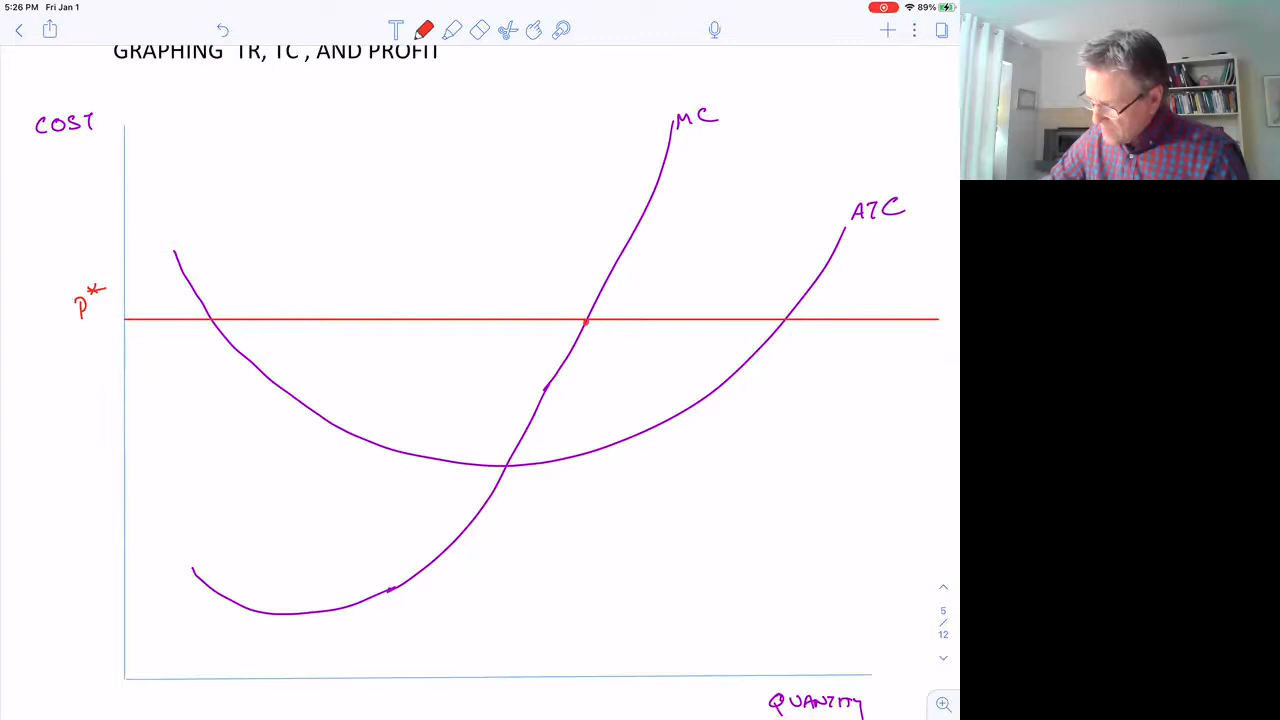 5:26 PM Fri Jan 1
89%
GRAPHING TR, TC , AND PROFIT
COST
MC
ATC
P*
5
/
12
QUANTITY